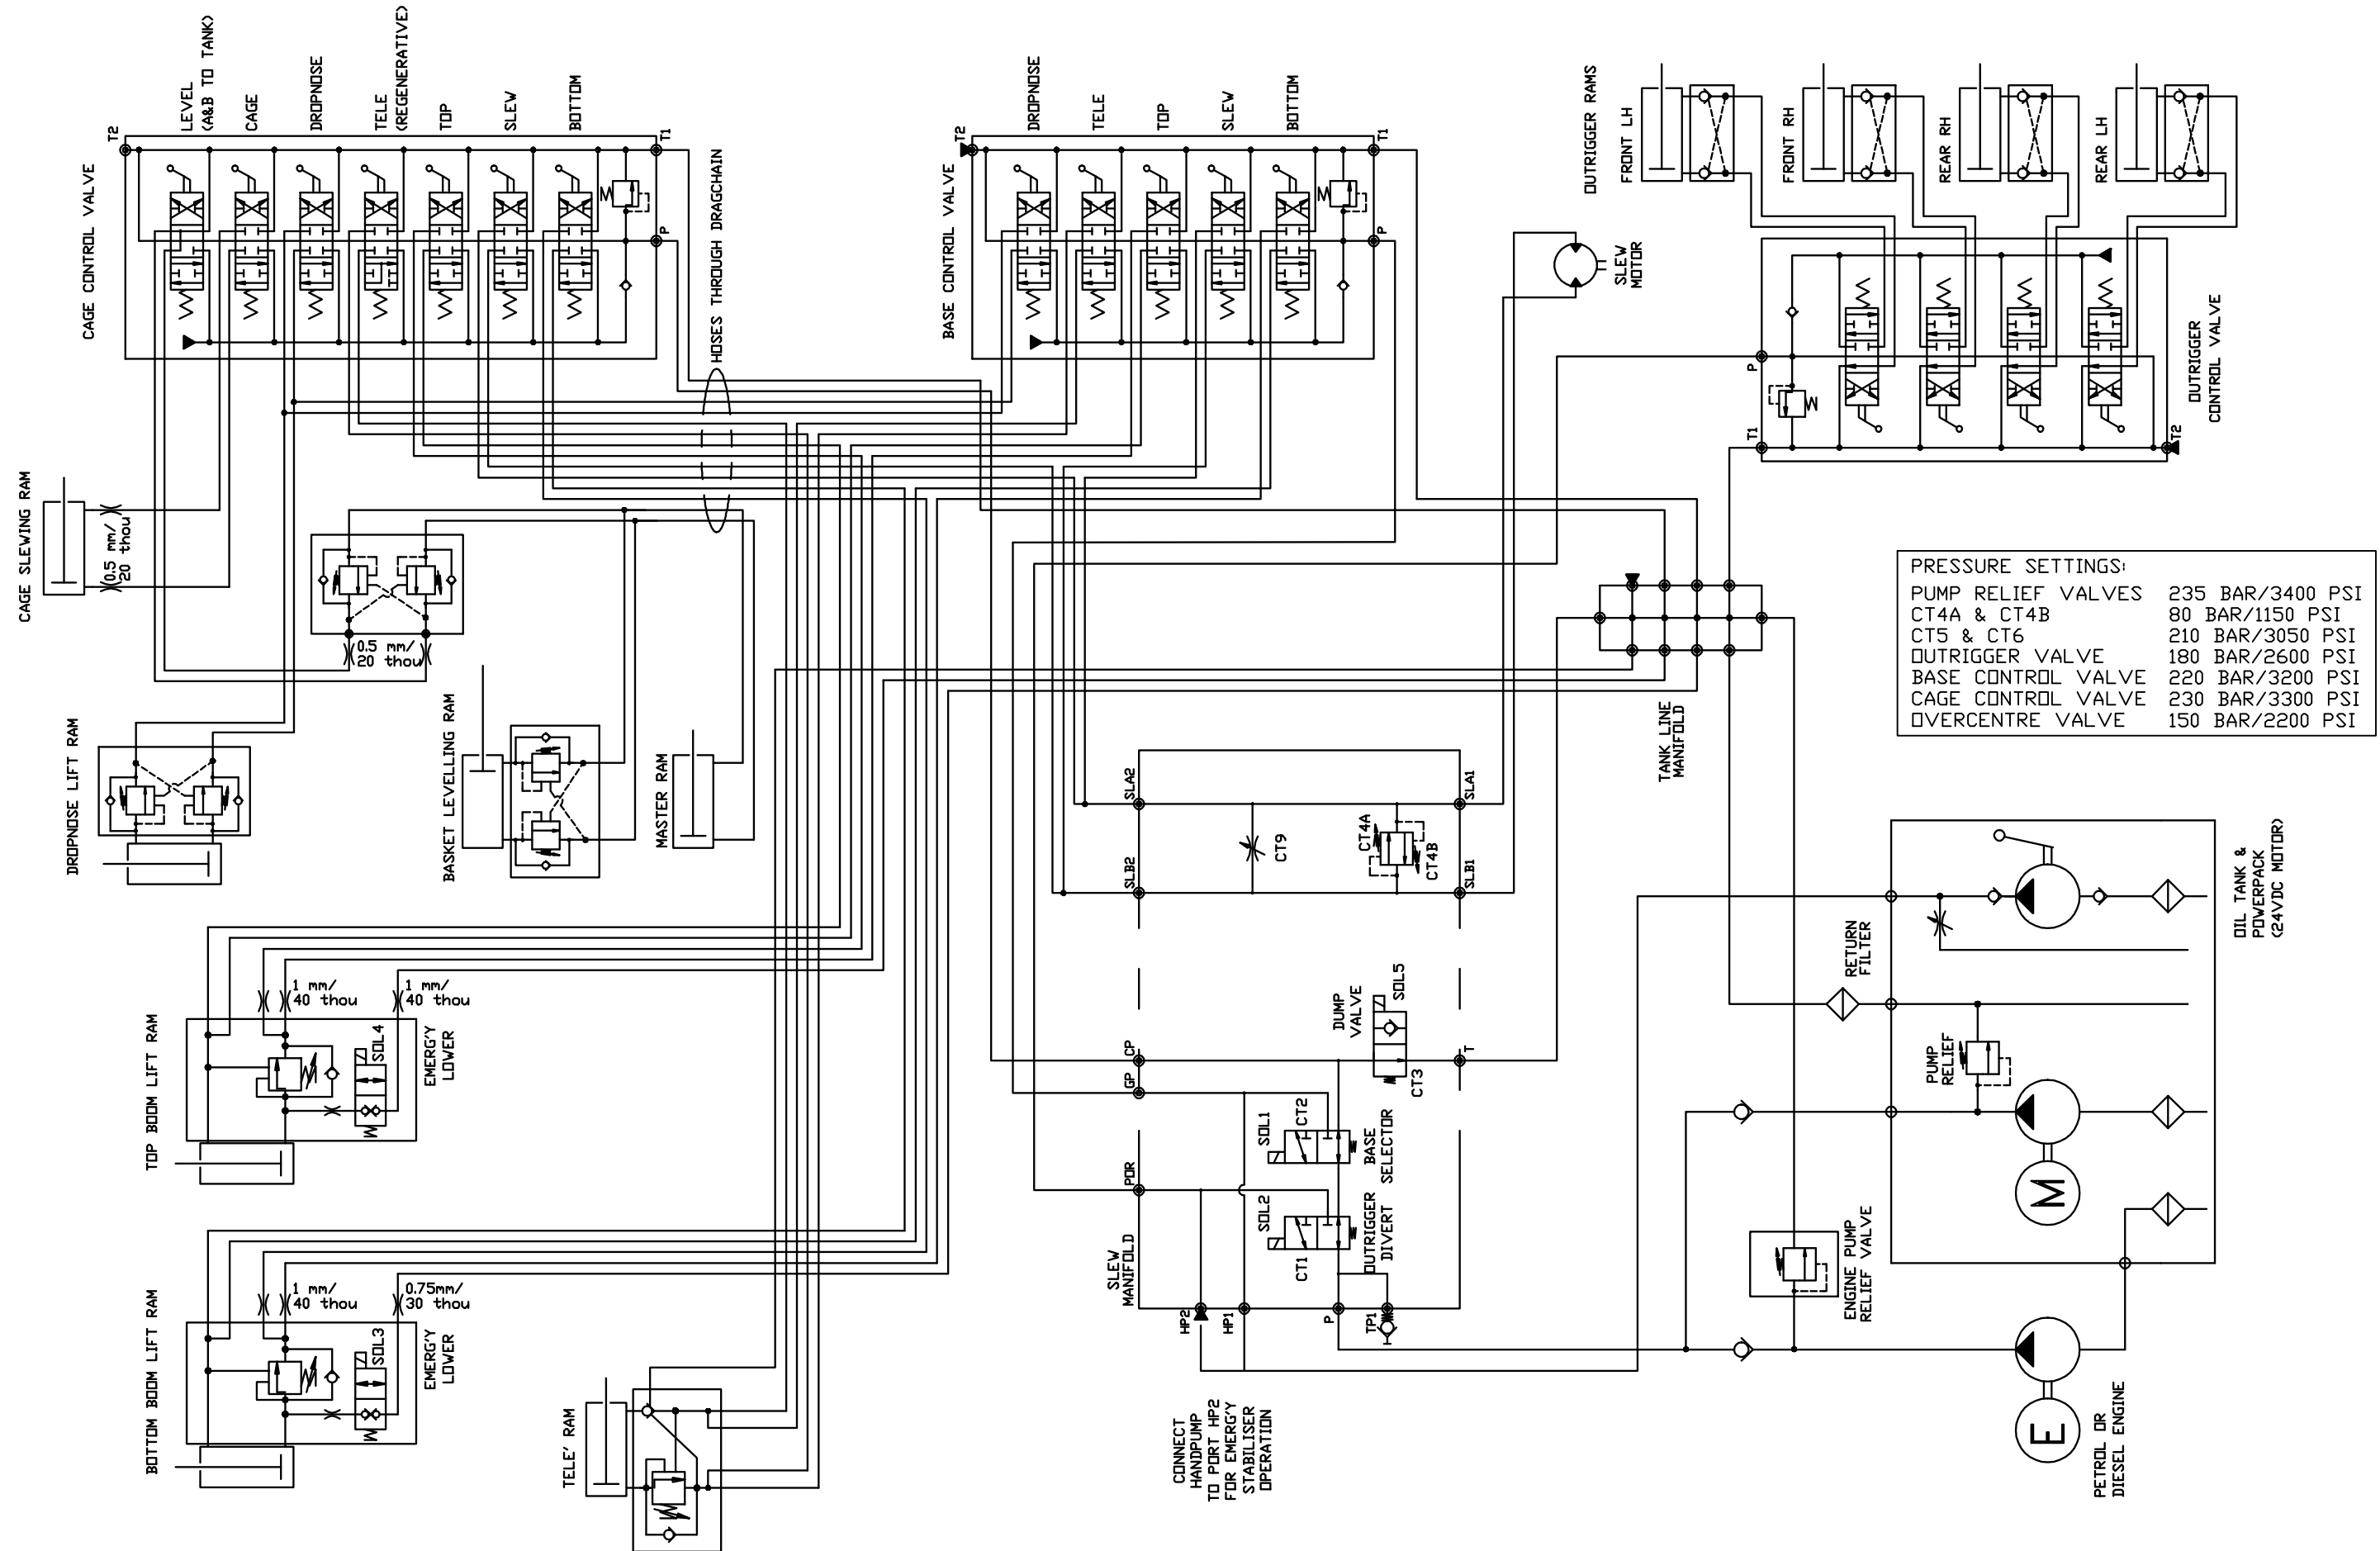 CAGE CONTROL VALVE
T2
LEVEL
(A&B TO TANK)
CAGE
DROPNOSE
TELE
(REGENERATIVE)
TOP
SLEW
BOTTOM
T1
P
HOSES THROUGH DRAGCHAIN
BASE CONTROL VALVE
T2
DROPNOSE
TELE
TOP
SLEW
BOTTOM
T1
P
SLEW
MOTOR
OUTRIGGER RAMS
FRONT LH
FRONT RH
REAR RH
REAR LH
P
T1
T2
OUTRIGGER
CONTROL VALVE
CAGE SLEWING RAM
0.5 mm/
20 thou
0.5 mm/
20 thou
PRESSURE SETTINGS:
PUMP RELIEF VALVES 235 BAR/3400 PSI
CT4A & CT4B 80 BAR/1150 PSI
CT5 & CT6 210 BAR/3050 PSI
OUTRIGGER VALVE 180 BAR/2600 PSI
BASE CONTROL VALVE 220 BAR/3200 PSI
CAGE CONTROL VALVE 230 BAR/3300 PSI
OVERCENTRE VALVE 150 BAR/2200 PSI
TANK LINE
MANIFOLD
DROPNOSE LIFT RAM
BASKET LEVELLING RAM
MASTER RAM
SLA2
SLA1
SLB2
SLB1
CT9
CT4A
CT4B
OIL TANK &
POWERPACK
(24VDC MOTOR)
RETURN
FILTER
PUMP
RELIEF
M
TOP BOOM LIFT RAM
1 mm/
40 thou
1 mm/
40 thou
SOL4
EMERG'Y
LOWER
DUMP
VALVE
SOL5
CP
GP
T
CT3
SOL1
CT2
BASE
SELECTOR
POR
SOL2
CT1
OUTRIGGER
DIVERT
SLEW
MANIFOLD
HP2
HP1
P
TP1
BOTTOM BOOM LIFT RAM
1 mm/
40 thou
0.75mm/
30 thou
SOL3
EMERG'Y
LOWER
TELE' RAM
CONNECT
HANDPUMP
TO PORT HP2
FOR EMERG'Y
STABILISER
OPERATION
ENGINE PUMP
RELIEF VALVE
E
PETROL OR
DIESEL ENGINE